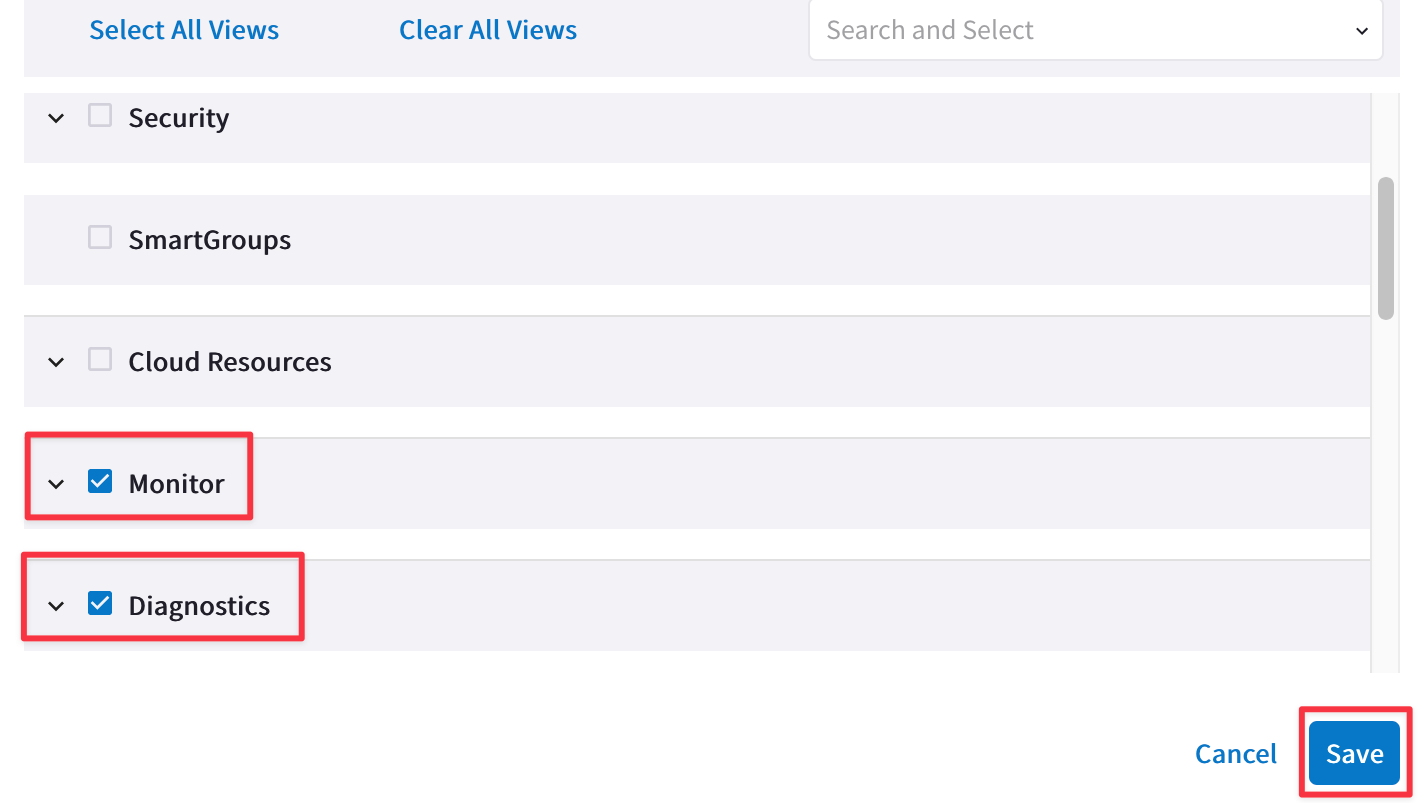 Select All Views Clear All Views Search and Select
Security
SmartGroups
Cloud Resources
Monitor
Diagnostics
Cancel Save